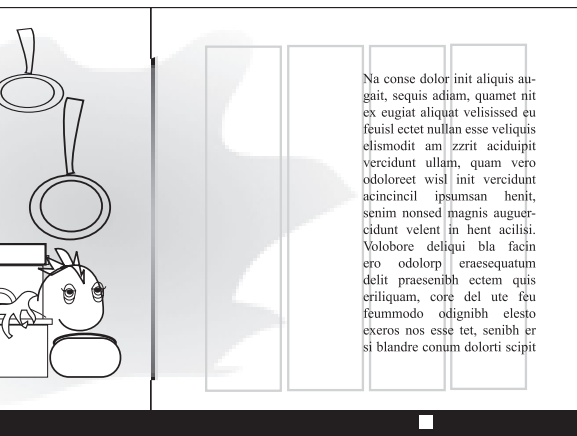 Na conse dolor init aliquis au-
gait, sequis adiam, quamet nit
ex eugiat aliquat velisissed eu
feuisl ectet nullan esse veliquis
elismodit am zzrit aciduipit
vercidunt ullam, quam vero
odoloreet wisl init vercidunt
acincincil ipsumsan henit,
senim nonsed magnis auguer-
cidunt velent in hent acilisi.
Volobore deliqui bla facin
ero odolorp eraesequatum
delit praesenibh ectem quis
eriliquam, core del ute feu
feummodo odignibh elesto
exeros nos esse tet, senibh er
si blandre conum dolorti scipit